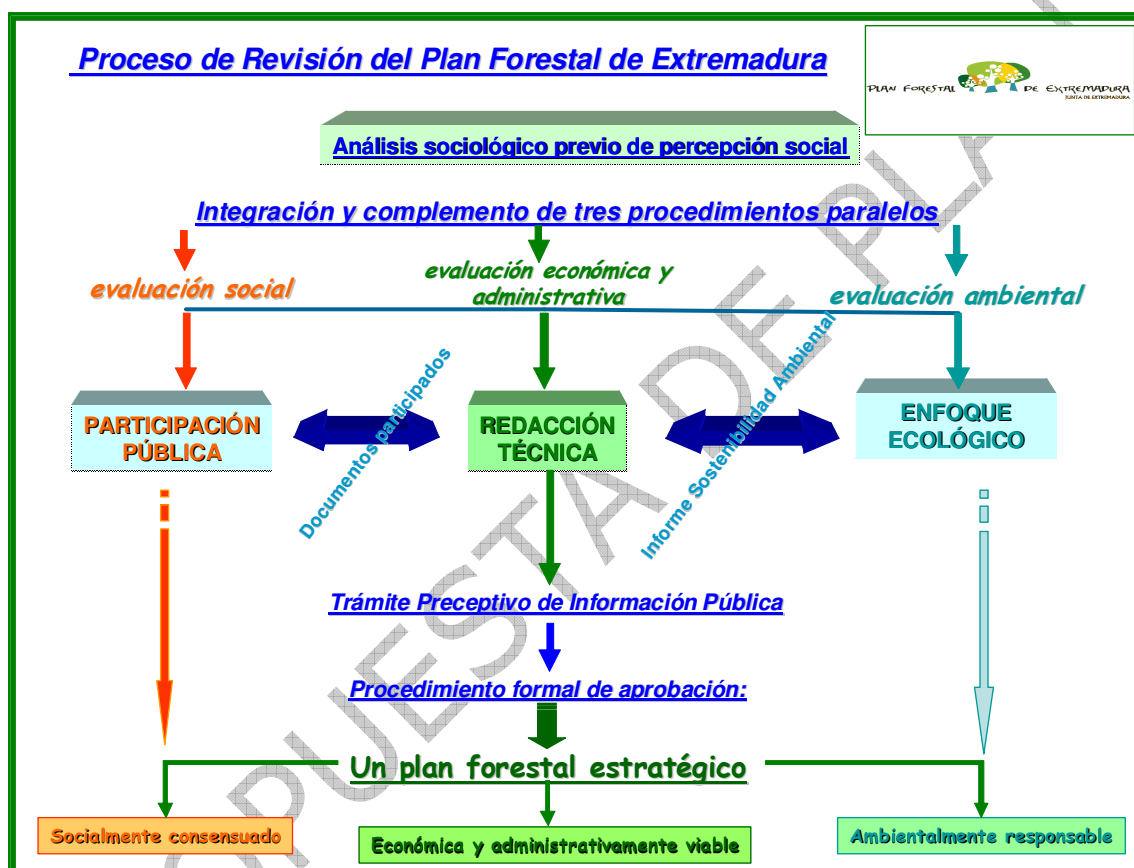 Proceso de Revisión del Plan Forestal de Extremadura
PLAN FORESTAL DE EXTREMADURA
JUNTA DE EXTREMADURA
Análisis sociológico previo de percepción social
Integración y complemento de tres procedimientos paralelos
evaluación social
evaluación económica y
administrativa
evaluación ambiental
PARTICIPACIÓN
PÚBLICA
Documentos participados
REDACCIÓN
TÉCNICA
Informe Sostenibilidad Ambiental
ENFOQUE
ECOLÓGICO
Trámite Preceptivo de Información Pública
Procedimiento formal de aprobación:
Un plan forestal estratégico
Socialmente consensuado
Económica y administrativamente viable
Ambientalmente responsable
OPUESTA DE PLA